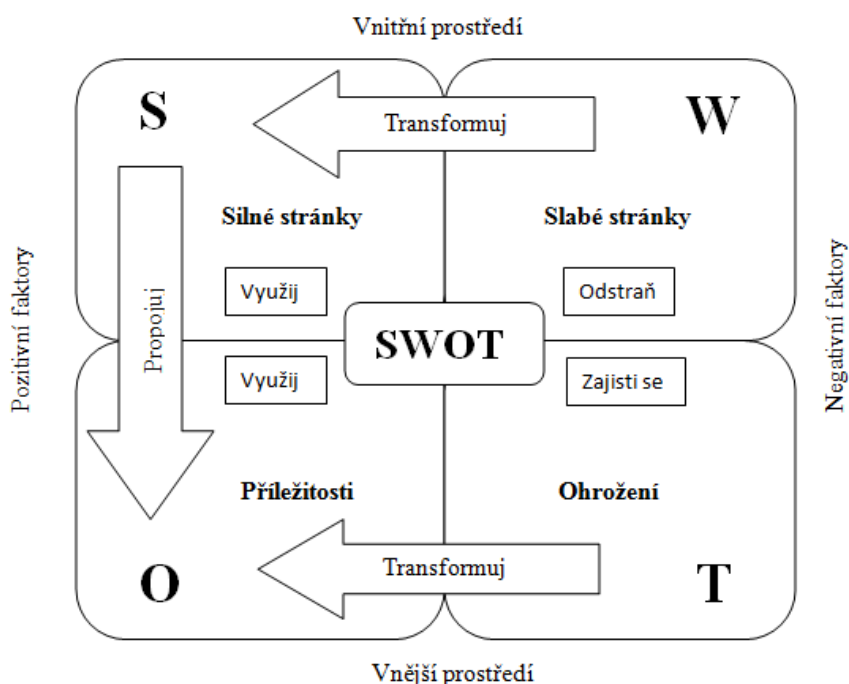 Vnitřní prostředí
S
W
Transformuj
Silné stránky
Slabé stránky
Pozitivní faktory
Propojuj
Negativní faktory
Využij
Odstraň
SWOT
Využij
Zajisti se
Příležitosti
Ohrožení
Transformuj
O
T
Vnější prostředí